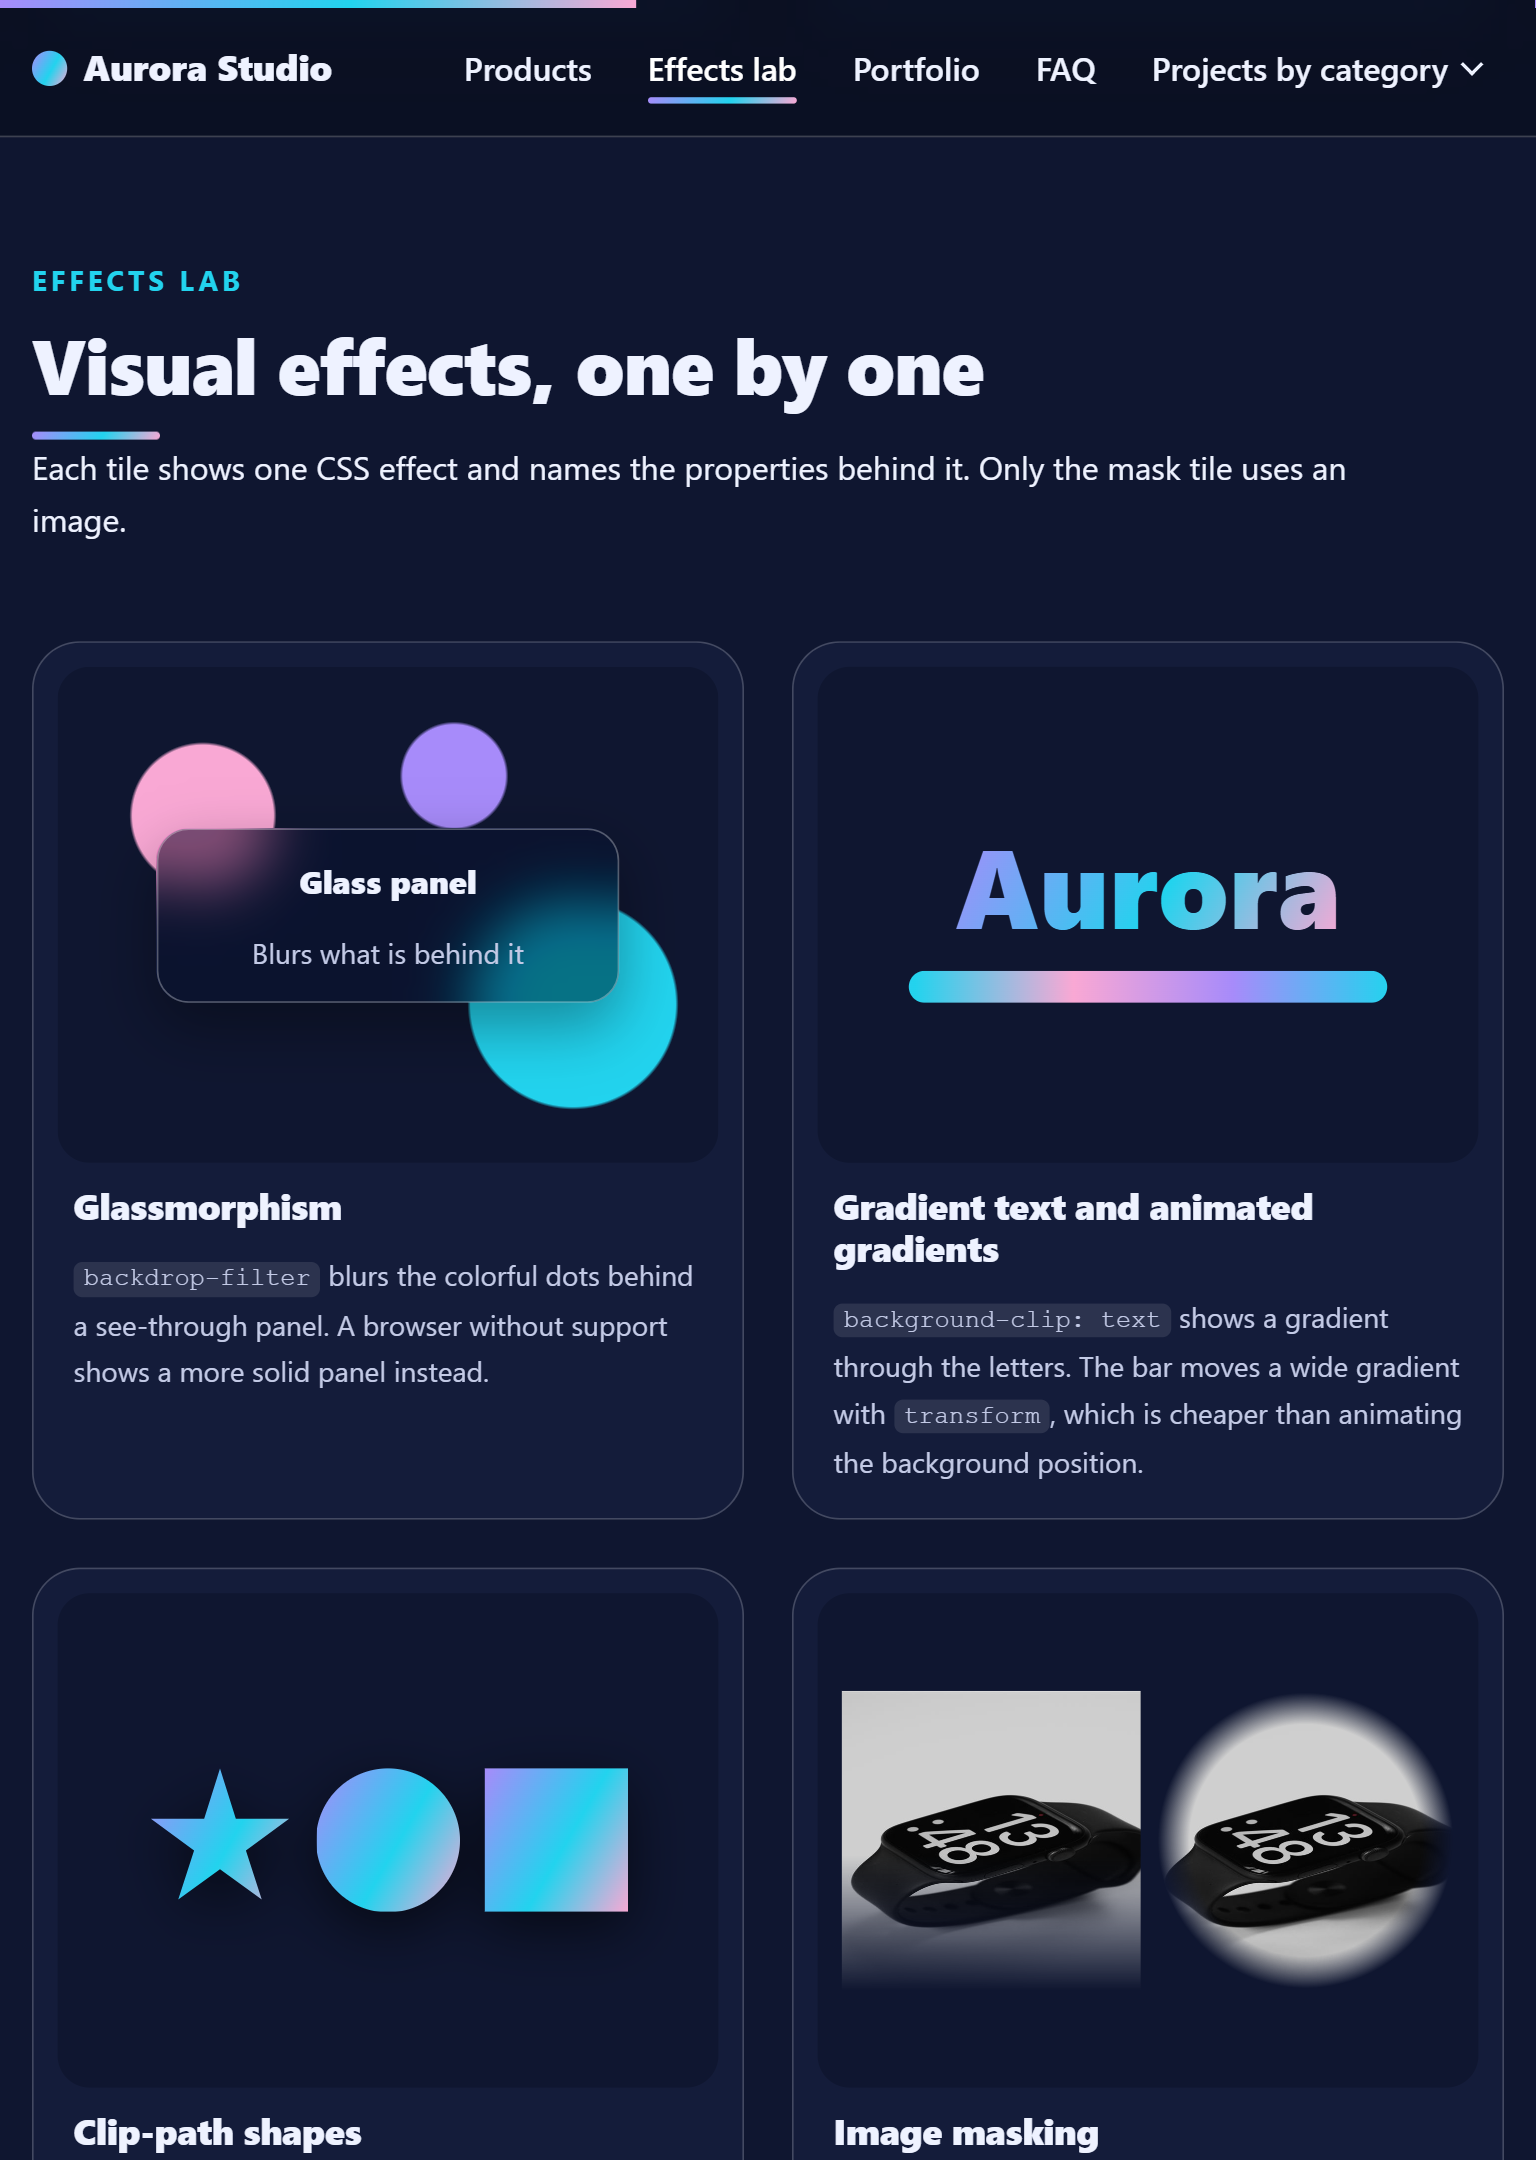 Aurora Studio
Products
Effects lab
Portfolio
FAQ
Projects by category
EFFECTS LAB
Visual effects, one by one
Each tile shows one CSS effect and names the properties behind it. Only the mask tile uses an
image.
Glass panel
Blurs what is behind it
Glassmorphism
backdrop-filter blurs the colorful dots behind
a see-through panel. A browser without support
shows a more solid panel instead.
Aurora
Gradient text and animated
gradients
background-clip: text shows a gradient
through the letters. The bar moves a wide gradient
with transform, which is cheaper than animating
the background position.
Clip-path shapes
13
48
13
48
Image masking